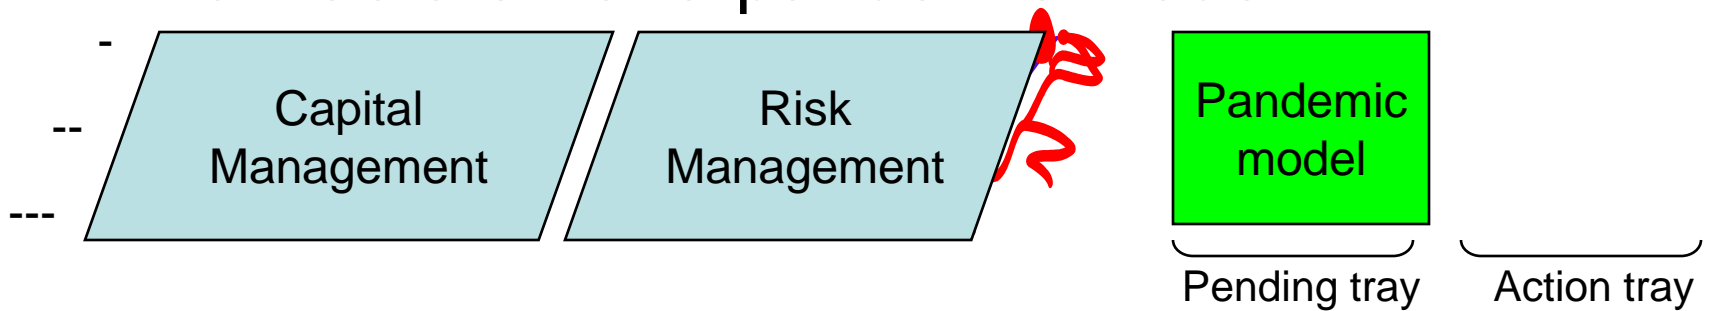 -
--
---
Capital
Management
Risk
Management
Pandemic
model
Pending tray
Action tray